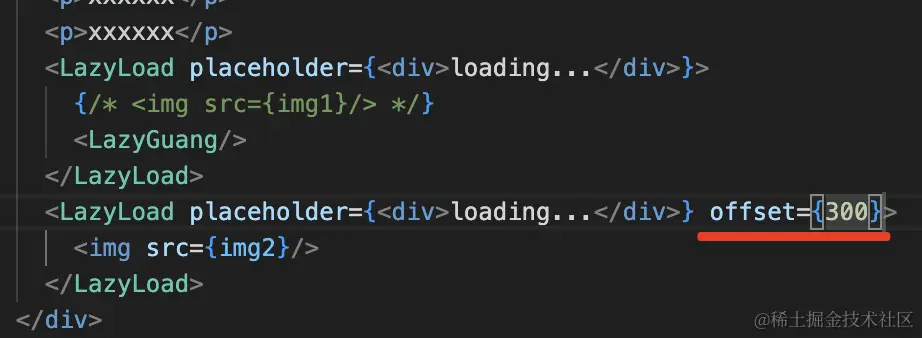 <p>xxxxxx</p>
<p>xxxxxx</p>
<LazyLoad placeholder={<div>loading...</div>}>
{/* <img src={img1}/> */}
<LazyGuang/>
</LazyLoad>
<LazyLoad placeholder={<div>loading...</div>} offset={300}>
<img src={img2}/>
</LazyLoad>
</div>
@稀土掘金技术社区